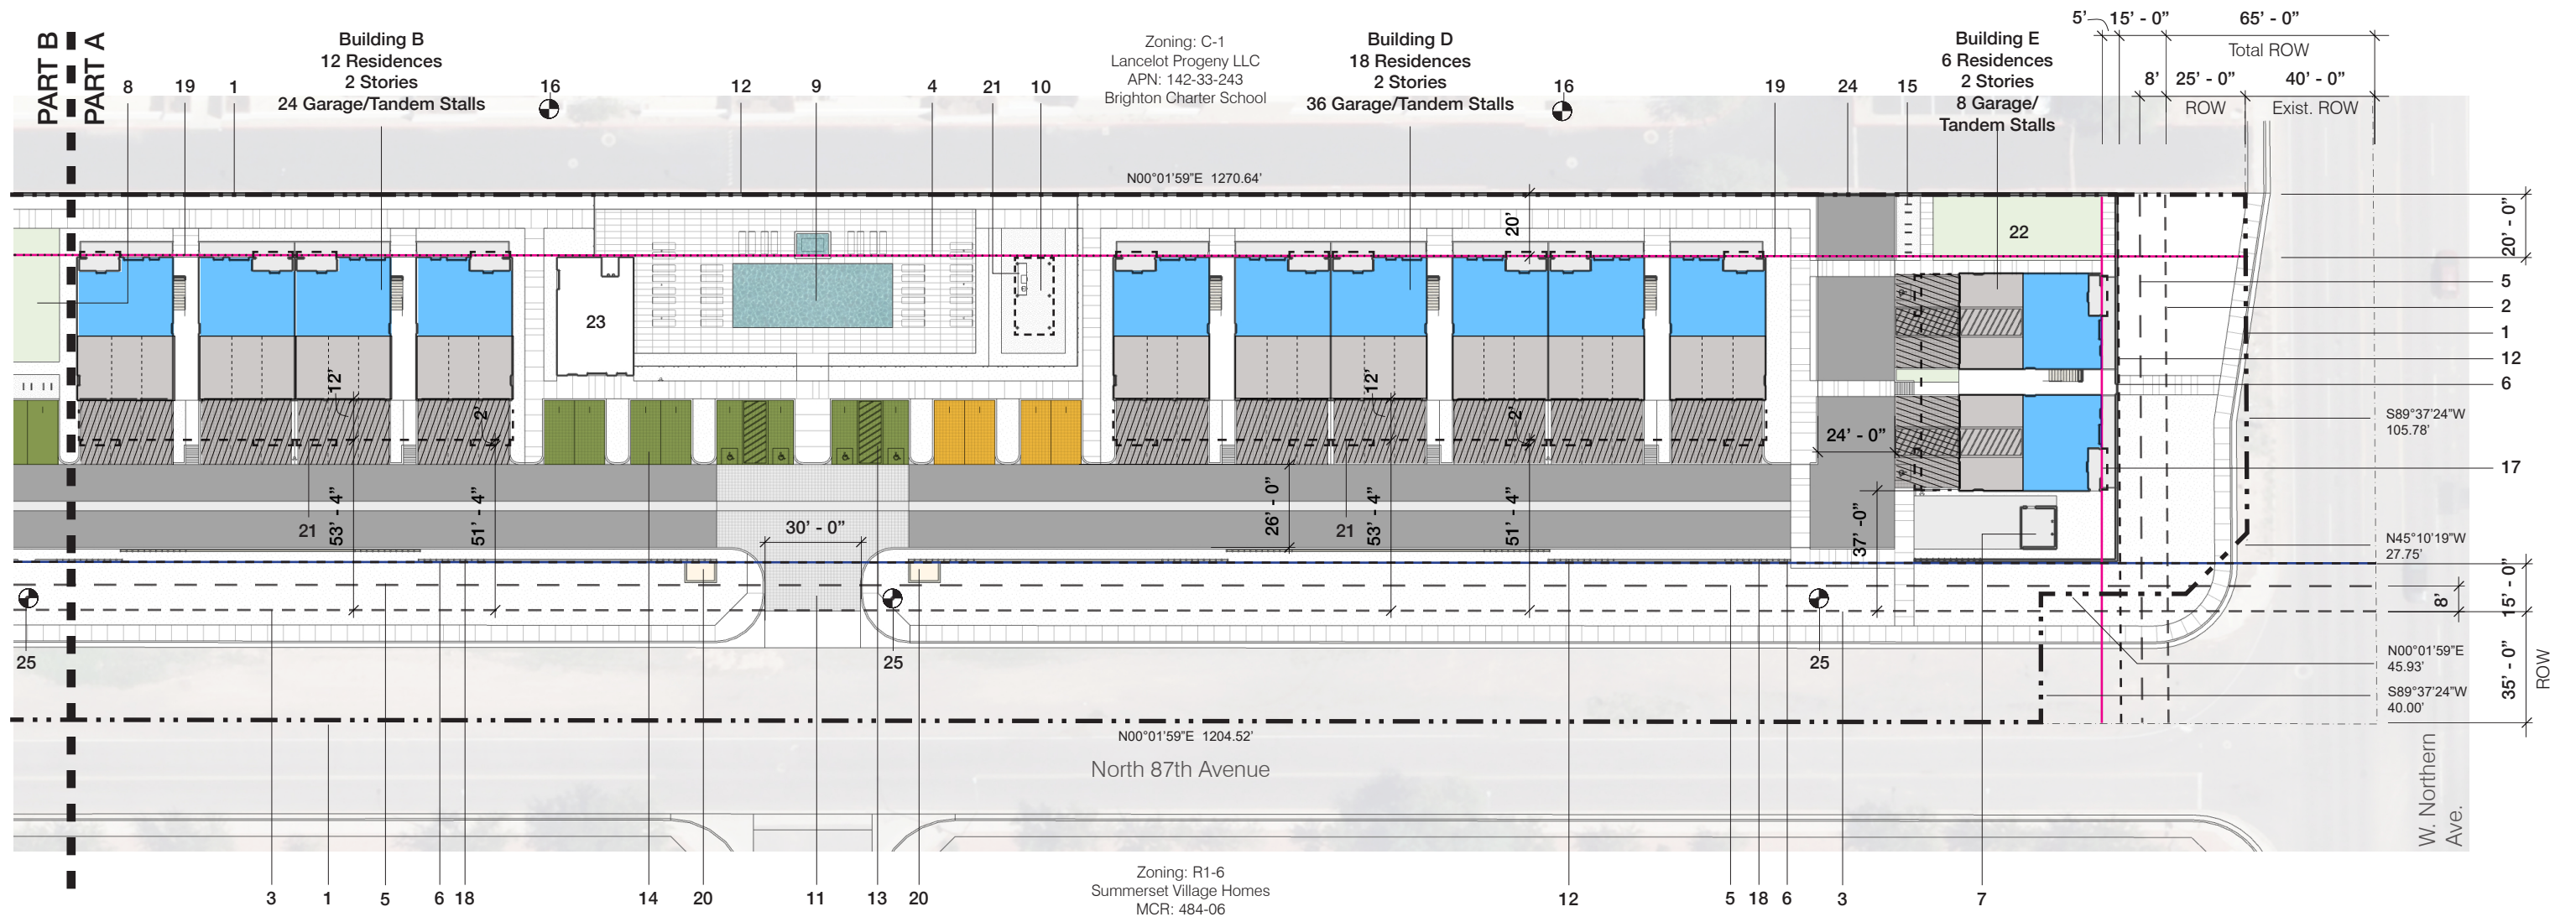 PART B
PART A
Building B
12 Residences
2 Stories
24 Garage/Tandem Stalls
Zoning: C-1
Lancelot Progeny LLC
APN: 142-33-243
Brighton Charter School
Building D
18 Residences
2 Stories
36 Garage/Tandem Stalls
Building E
6 Residences
2 Stories
8 Garage/
Tandem Stalls
5' 15' - 0" 65' - 0"
Total ROW
8' 25' - 0" 40' - 0"
ROW Exist. ROW
8 19 1 16 12 9 4 21 10 16 19 24 15
N00°01'59"E 1270.64'
20'
20' - 0"
22
23
5
2
1
12
6
S89°37'24"W
105.78'
17
12'
2'
12'
2'
24' - 0"
21
53' - 4"
51' - 4"
30' - 0"
26' - 0"
21
53' - 4"
51' - 4"
37' -0"
N45°10'19"W
27.75'
15' - 0"
8'
25
25
25
N00°01'59"E
45.93'
S89°37'24"W
40.00'
35' - 0"
ROW
N00°01'59"E 1204.52'
North 87th Avenue
W. Northern
Ave.
3 1 5 6 18 14 20 11 13 20 12 5 18 6 3 7
Zoning: R1-6
Summerset Village Homes
MCR: 484-06